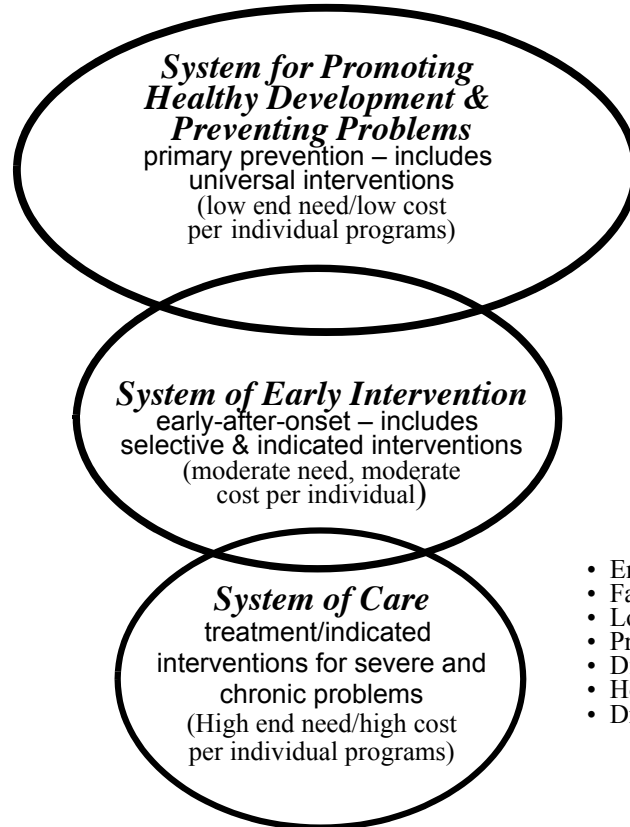 System for Promoting
Healthy Development &
Preventing Problems
primary prevention – includes
universal interventions
(low end need/low cost
per individual programs)
System of Early Intervention
early-after-onset – includes
selective & indicated interventions
(moderate need, moderate
cost per individual)
System of Care
treatment/indicated
interventions for severe and
chronic problems
(High end need/high cost
per individual programs)